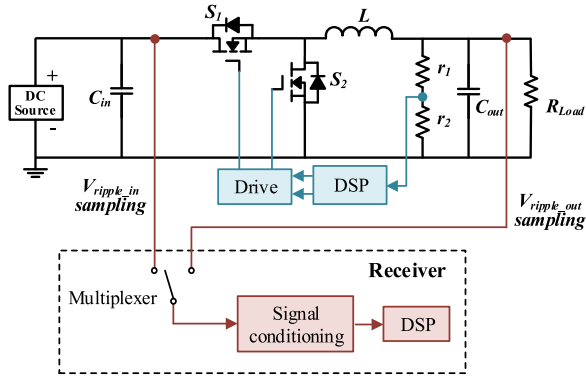 S1
L
+
DC
Source
-
Cin
S2
r1
r2
Cout
RLoad
Drive
DSP
Vripple_in
sampling
Vripple_out
sampling
Receiver
Multiplexer
Signal
conditioning
DSP